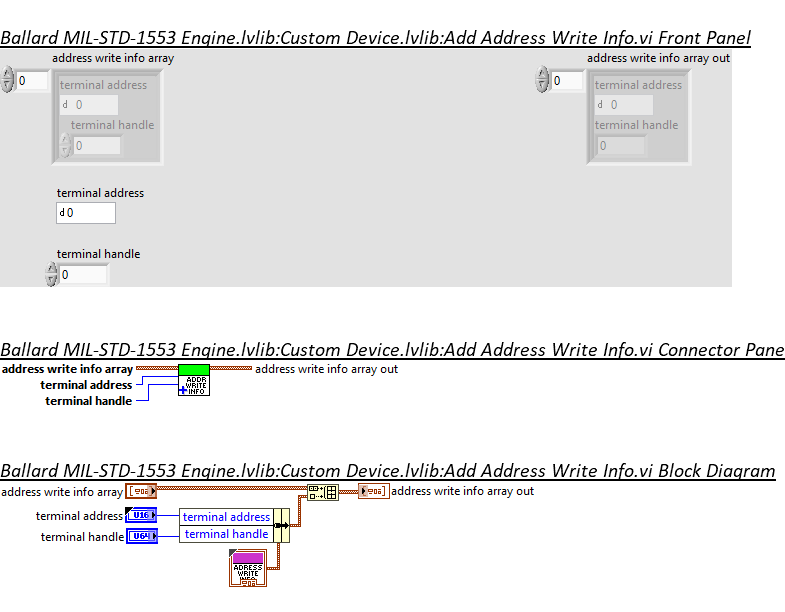 Ballard MIL-STD-1553 Engine.lvlib:Custom Device.lvlib:Add Address Write Info.vi Front Panel
address write info array
address write info array out
0
terminal address
d 0
terminal handle
0
0
terminal address
d 0
terminal handle
0
terminal address
d 0
terminal handle
0
Ballard MIL-STD-1553 Engine.lvlib:Custom Device.lvlib:Add Address Write Info.vi Connector Pane
address write info array
terminal address
terminal handle
ADDR
WRITE
INFO
address write info array out
Ballard MIL-STD-1553 Engine.lvlib:Custom Device.lvlib:Add Address Write Info.vi Block Diagram
address write info array
address write info array out
terminal address
U16
terminal address
terminal handle
U64
terminal handle
ADRESS
WRITE
INFO